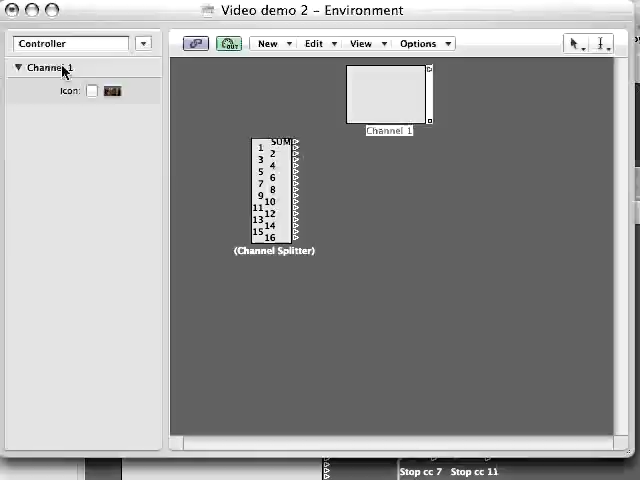 Video demo 2 - Environment
Controller
New
Edit
View
Options
Channel 1
Icon:
Channel 1
SUM
1
2
3
4
5
6
7
8
9
10
11
12
13
14
15
16
(Channel Splitter)
Stop cc 7 Stop cc 11